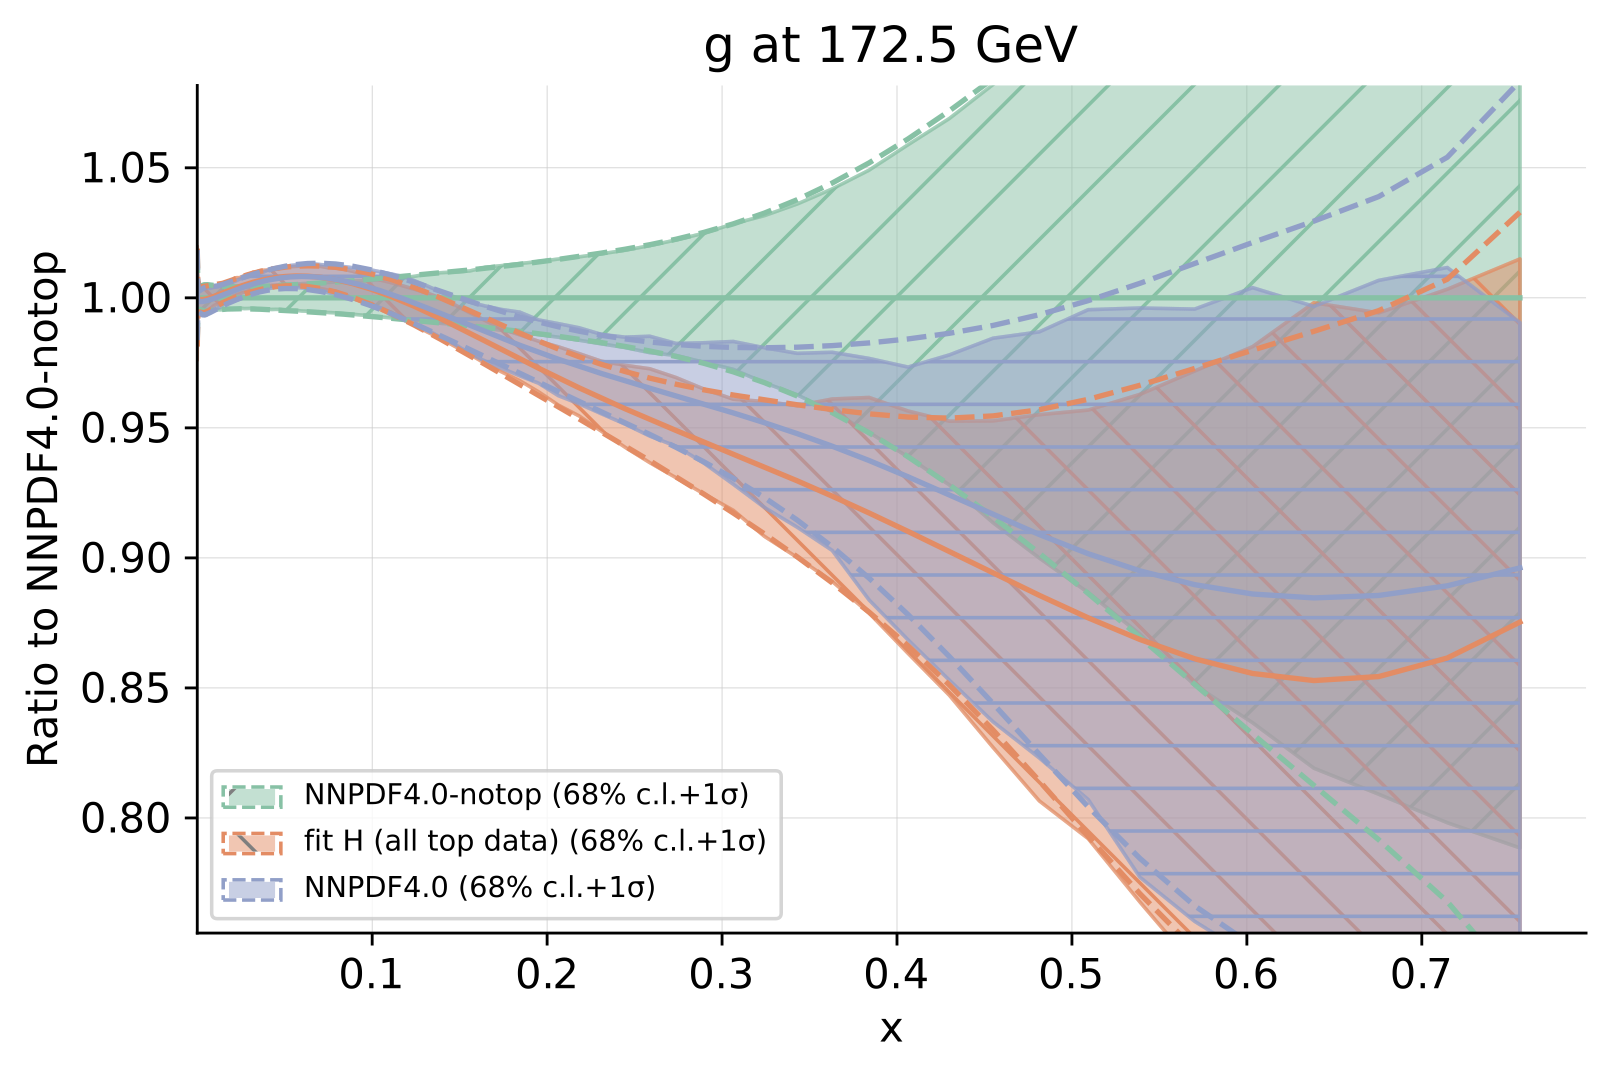 g at 172.5 GeV
Ratio to NNPDF4.0-notop
1.05
1.00
0.95
0.90
0.85
0.80
NNPDF4.0-notop (68% c.l.+1σ)
fit H (all top data) (68% c.l.+1σ)
NNPDF4.0 (68% c.l.+1σ)
0.1 0.2 0.3 0.4 0.5 0.6 0.7
x